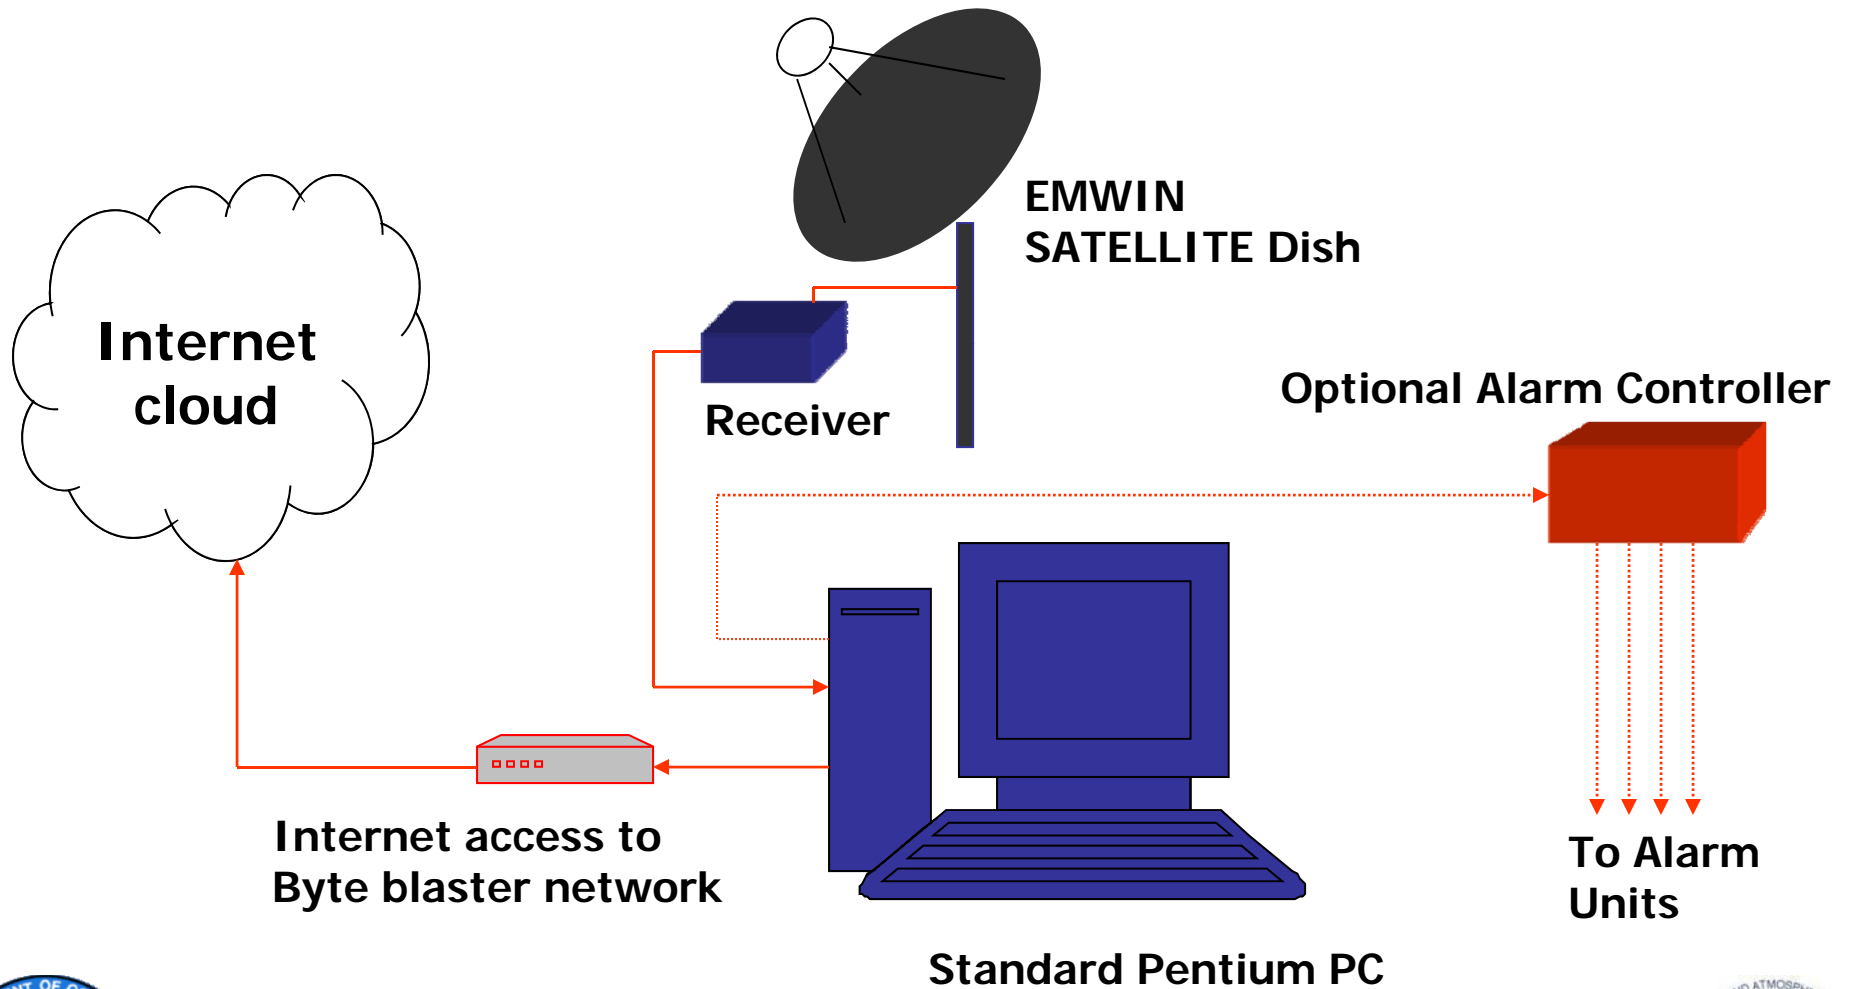 EMWIN
SATELLITE Dish
Internet
cloud
Receiver
Optional Alarm Controller
Internet access to
Byte blaster network
To Alarm
Units
Standard Pentium PC